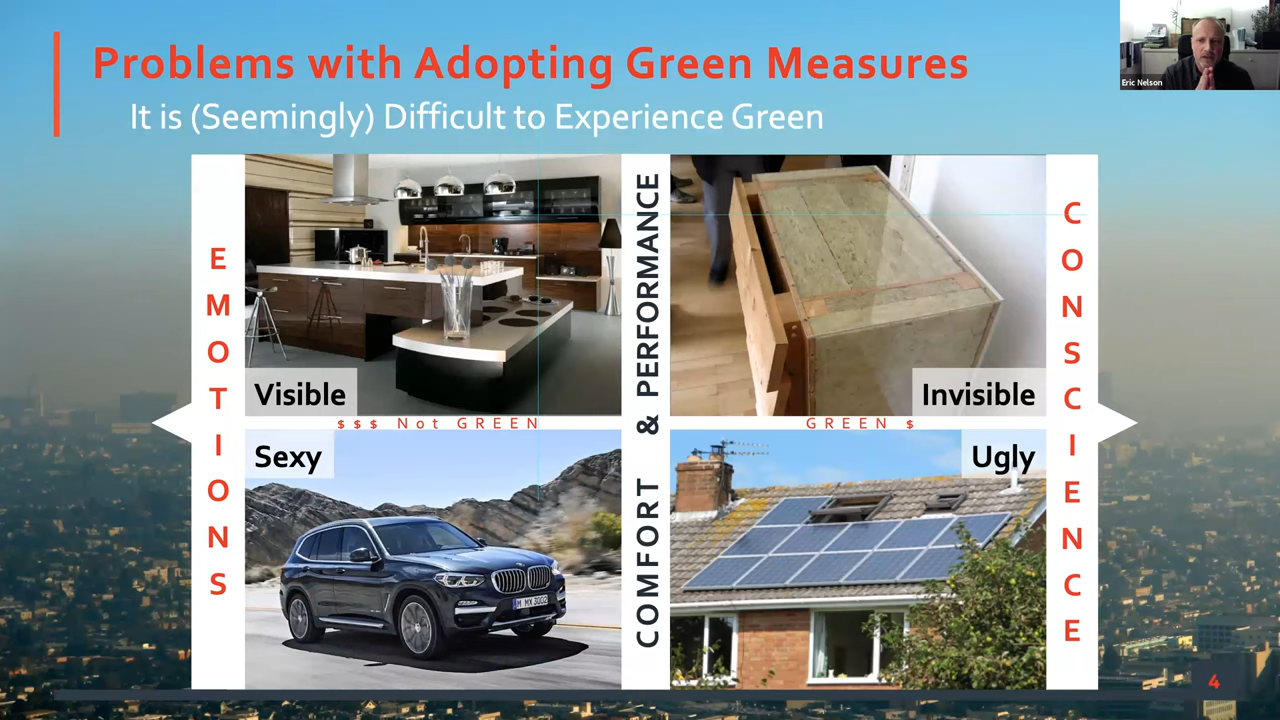 Problems with Adopting Green Measures
It is (Seemingly) Difficult to Experience Green
Eric Nelson
EMOTIONS
Visible
$$$ Not GREEN
Sexy
M MX 3002
COMFORT & PERFORMANCE
Invisible
GREEN $
Ugly
CONSCIENCE
4